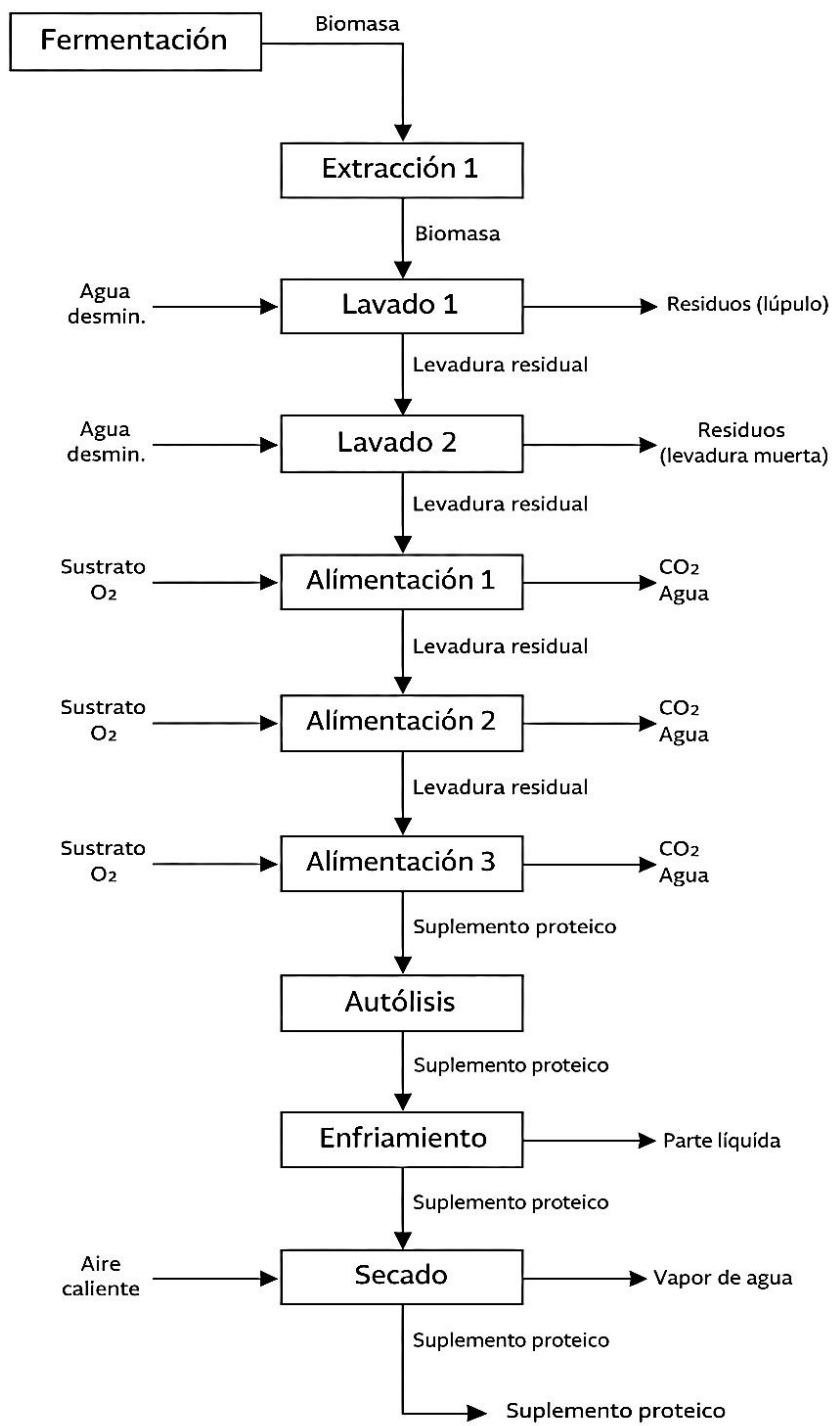 Fermentación
Biomasa
Extracción 1
Biomasa
Agua
desmin.
Lavado 1
Residuos (lúpulo)
Levadura residual
Agua
desmin.
Lavado 2
Residuos
(levadura muerta)
Levadura residual
Sustrato
O₂
Alímentación 1
CO₂
Agua
Levadura residual
Sustrato
O₂
Alímentación 2
CO₂
Agua
Levadura residual
Sustrato
O₂
Alímentación 3
CO₂
Agua
Suplemento proteico
Autólisis
Suplemento proteico
Enfriamiento
Parte líquída
Suplemento proteico
Aire
caliente
Secado
Vapor de agua
Suplemento proteico
Suplemento proteico